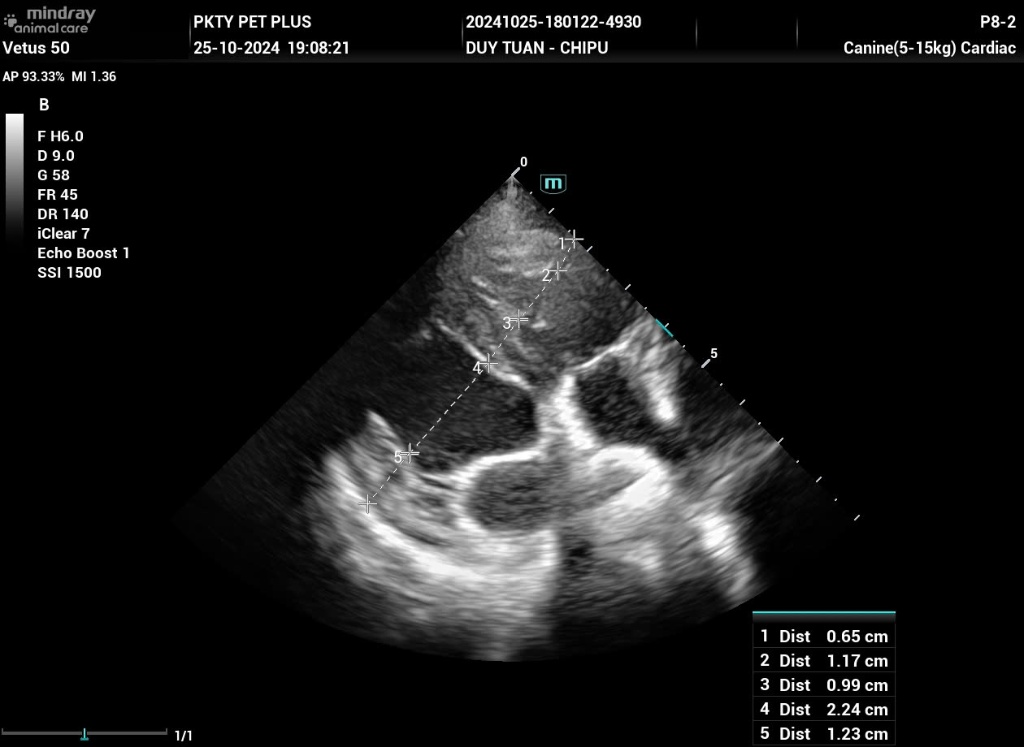 mindray
animalcare
Vetus 50
PKTY PET PLUS
25-10-2024 19:08:21
20241025-180122-4930
DUY TUAN - CHIPU
P8-2
Canine(5-15kg) Cardiac
AP 93.33% MI 1.36
B
F H6.0
D 9.0
G 58
FR 45
DR 140
iClear 7
Echo Boost 1
SSI 1500
0
m
1
2
3
5
4
5
1 Dist 0.65 cm
2 Dist 1.17 cm
3 Dist 0.99 cm
4 Dist 2.24 cm
5 Dist 1.23 cm
1/1